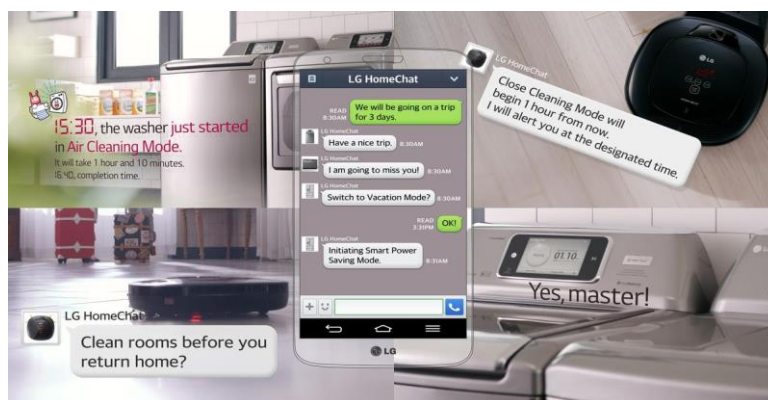 15:30, the washer just started
in Air Cleaning Mode.
It will take 1 hour and 10 minutes.
16:40, completion time.
LG HomeChat
Close Cleaning Mode will
begin 1 hour from now.
I will alert you at the designated time.
LG
LG HomeChat
READ
8:30AM
We will be going on a trip
for 3 days.
LG HomeChat
Have a nice trip.
8:30AM
LG HomeChat
I am going to miss you!
8:30AM
LG HomeChat
Switch to Vacation Mode?
8:30AM
READ
3:31PM
OK!
LG HomeChat
Initiating Smart Power
Saving Mode.
8:31AM
LG
LG HomeChat
Clean rooms before you
return home?
01:10
Yes, master!